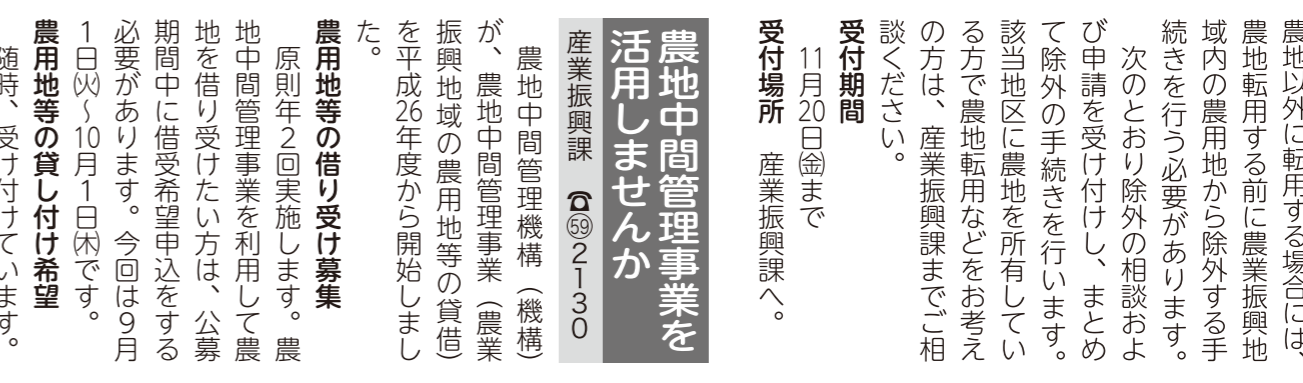 農地以外に転用する場合には、
農地転用する前に農業振興地
域内の農用地から除外する手
続きを行う必要があります。
　次のとおり除外の相談およ
び申請を受け付けし、まとめ
て除外の手続きを行います。
該当地区に農地を所有してい
る方で農地転用などをお考え
の方は、産業振興課までご相
談ください。
受付期間
　11月20日㈮まで
受付場所　産業振興課へ。
農地中間管理事業を
活用しませんか
産業振興課　☎㊾2130
　農地中間管理機構（機構）
が、農地中間管理事業（農業
振興地域の農用地等の貸借）
を平成26年度から開始しまし
た。
農用地等の借り受け募集
　原則年２回実施します。農
地中間管理事業を利用して農
地を借り受けたい方は、公募
期間中に借受希望申込をする
必要があります。今回は９月
１日㈫～10月１日㈭です。
農用地等の貸し付け希望
　随時、受け付けています。